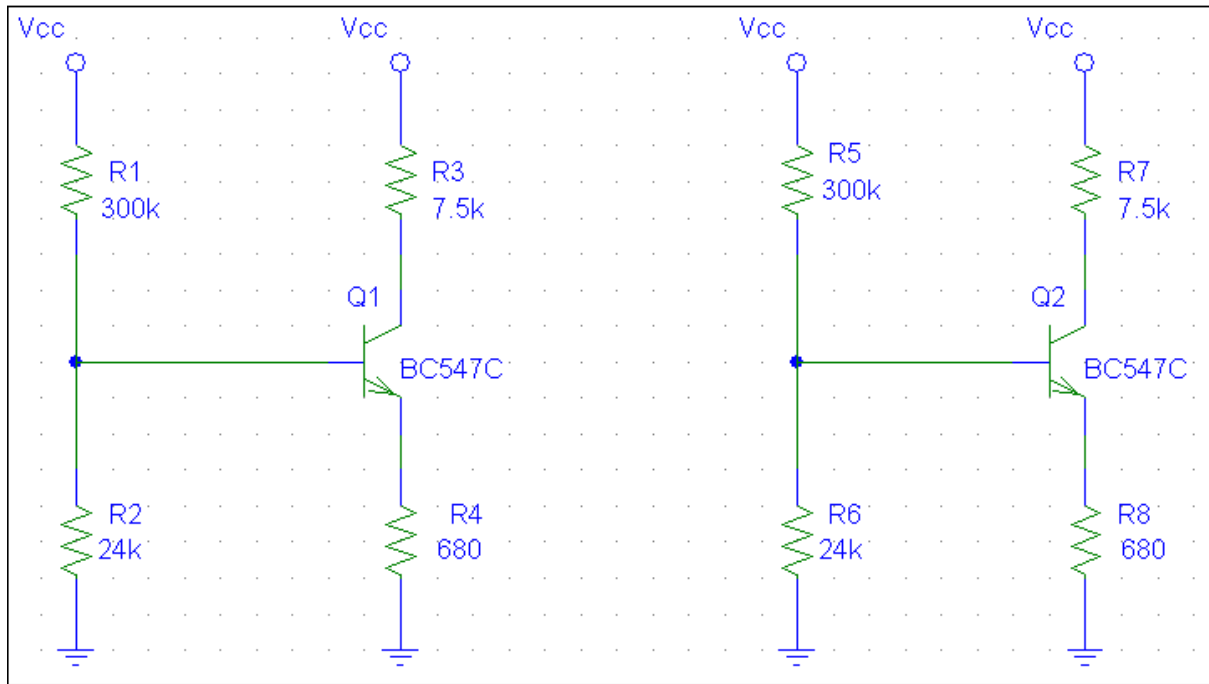 Vcc
Vcc
Vcc
Vcc
R1
300k
R3
7.5k
R5
300k
R7
7.5k
Q1
BC547C
Q2
BC547C
R2
24k
R4
680
R6
24k
R8
680